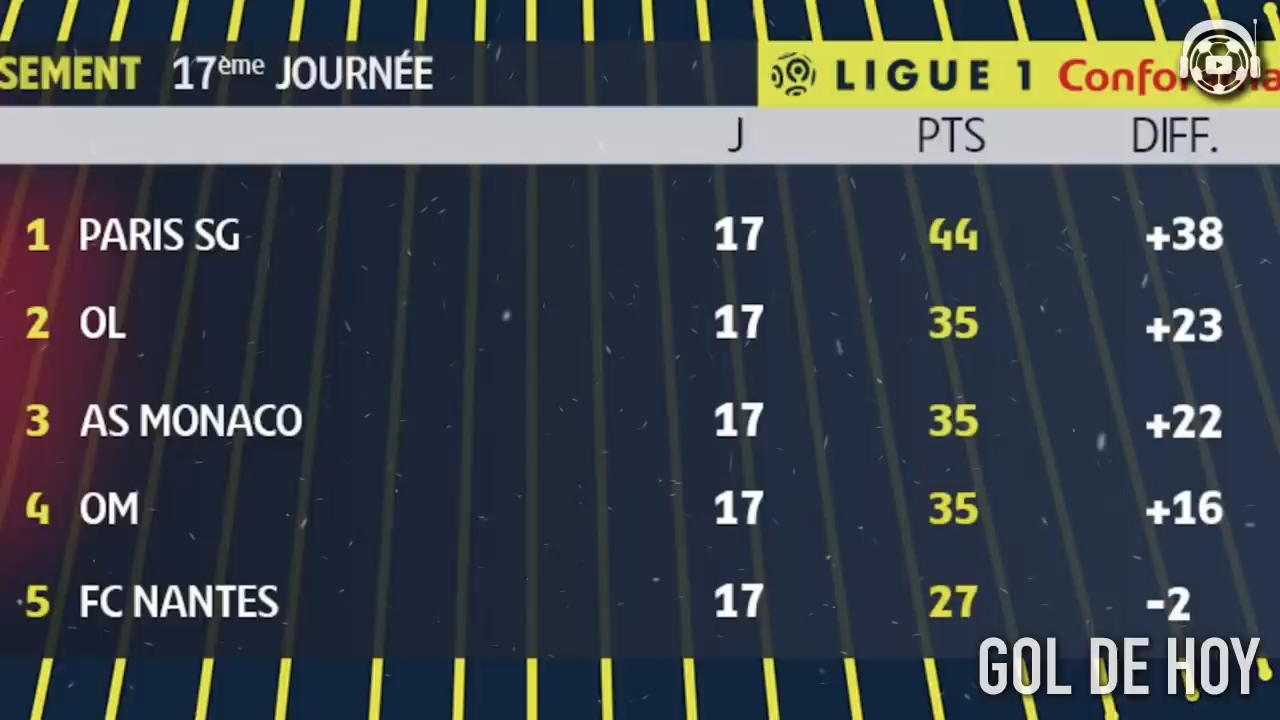 SEMENT 17ème JOURNÉE LIGUE 1
J PTS DIFF.
1 PARIS SG 17 44 +38
2 OL 17 35 +23
3 AS MONACO 17 35 +22
4 OM 17 35 +16
5 FC NANTES 17 27 -2
GOL DE HOY